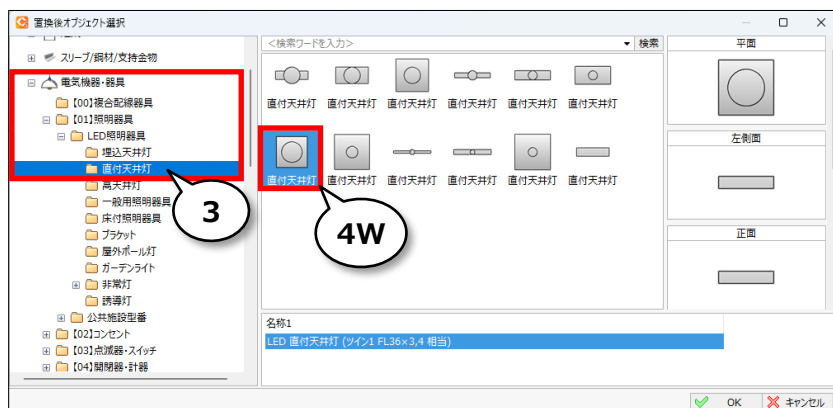 置換後オブジェクト選択
スリーブ/鋼材/支持金物
電気機器・器具
【00】複合配線器具
【01】照明器具
LED照明器具
埋込天井灯
直付天井灯
高天井灯
一般用照明器具
床付照明器具
ブラケット
屋外ポール灯
ガーデンライト
非常灯
誘導灯
公共施設型番
【02】コンセント
【03】点滅器・スイッチ
【04】開閉器・計器
3
<検索ワードを入力>
検索
直付天井灯 直付天井灯 直付天井灯 直付天井灯 直付天井灯 直付天井灯
直付天井灯 直付天井灯 直付天井灯 直付天井灯 直付天井灯 直付天井灯
4W
名称1
LED 直付天井灯 (ツイン1 FL36×3,4 相当)
平面
左側面
正面
OK
キャンセル